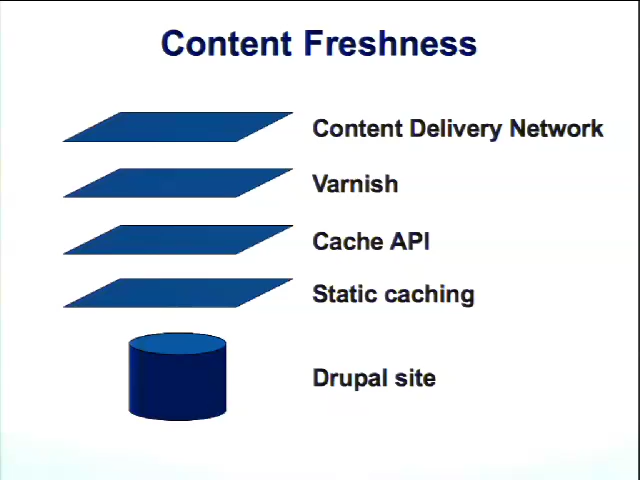 Content Freshness
Content Delivery Network
Varnish
Cache API
Static caching
Drupal site